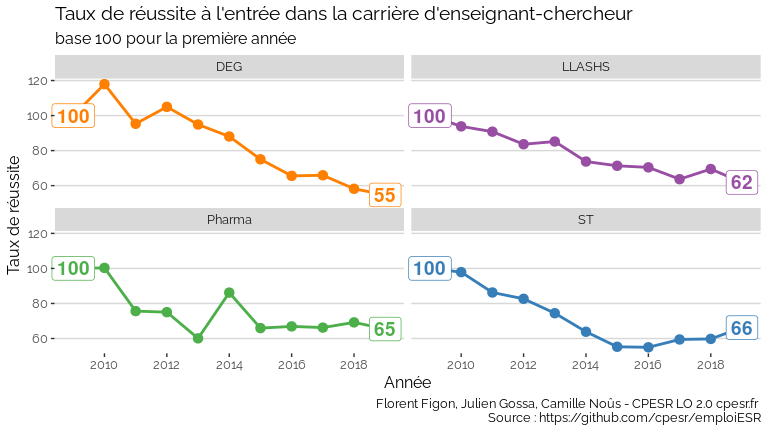 Taux de réussite à l'entrée dans la carrière d'enseignant-chercheur
base 100 pour la première année
DEG
LLASHS
120
100
80
60
100
55
100
62
Pharma
ST
120
100
80
60
100
65
100
66
2010
2012
2014
2016
2018
2010
2012
2014
2016
2018
Taux de réussite
Année
Florent Figon, Julien Gossa, Camille Noûs - CPESR LO 2.0 cpesr.fr
Source : https://github.com/cpesr/emploiESR